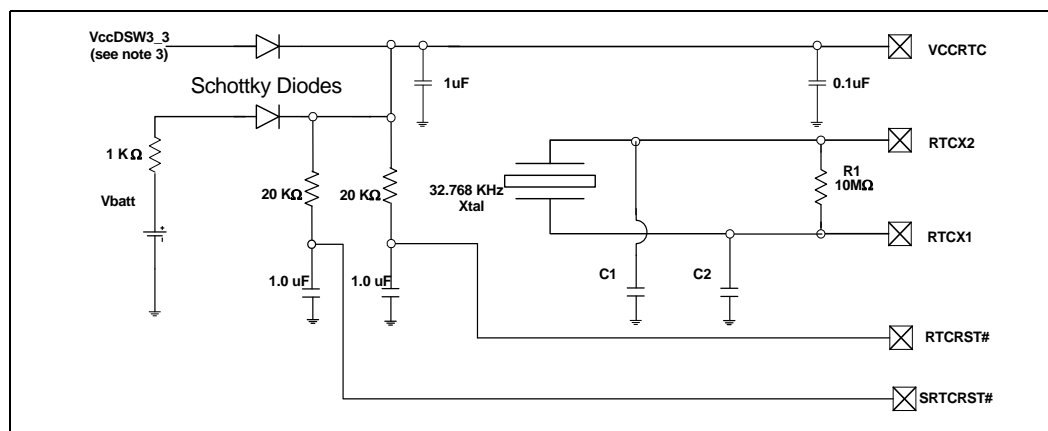 VccDSW3_3
(see note 3)
VCCRTC
1uF
0.1uF
Schottky Diodes
RTCX2
1 KΩ
R1
10MΩ
20 KΩ
20 KΩ
32.768 KHz
Xtal
Vbatt
RTCX1
1.0 uF
1.0 uF
C1
C2
RTCRST#
SRTCRST#